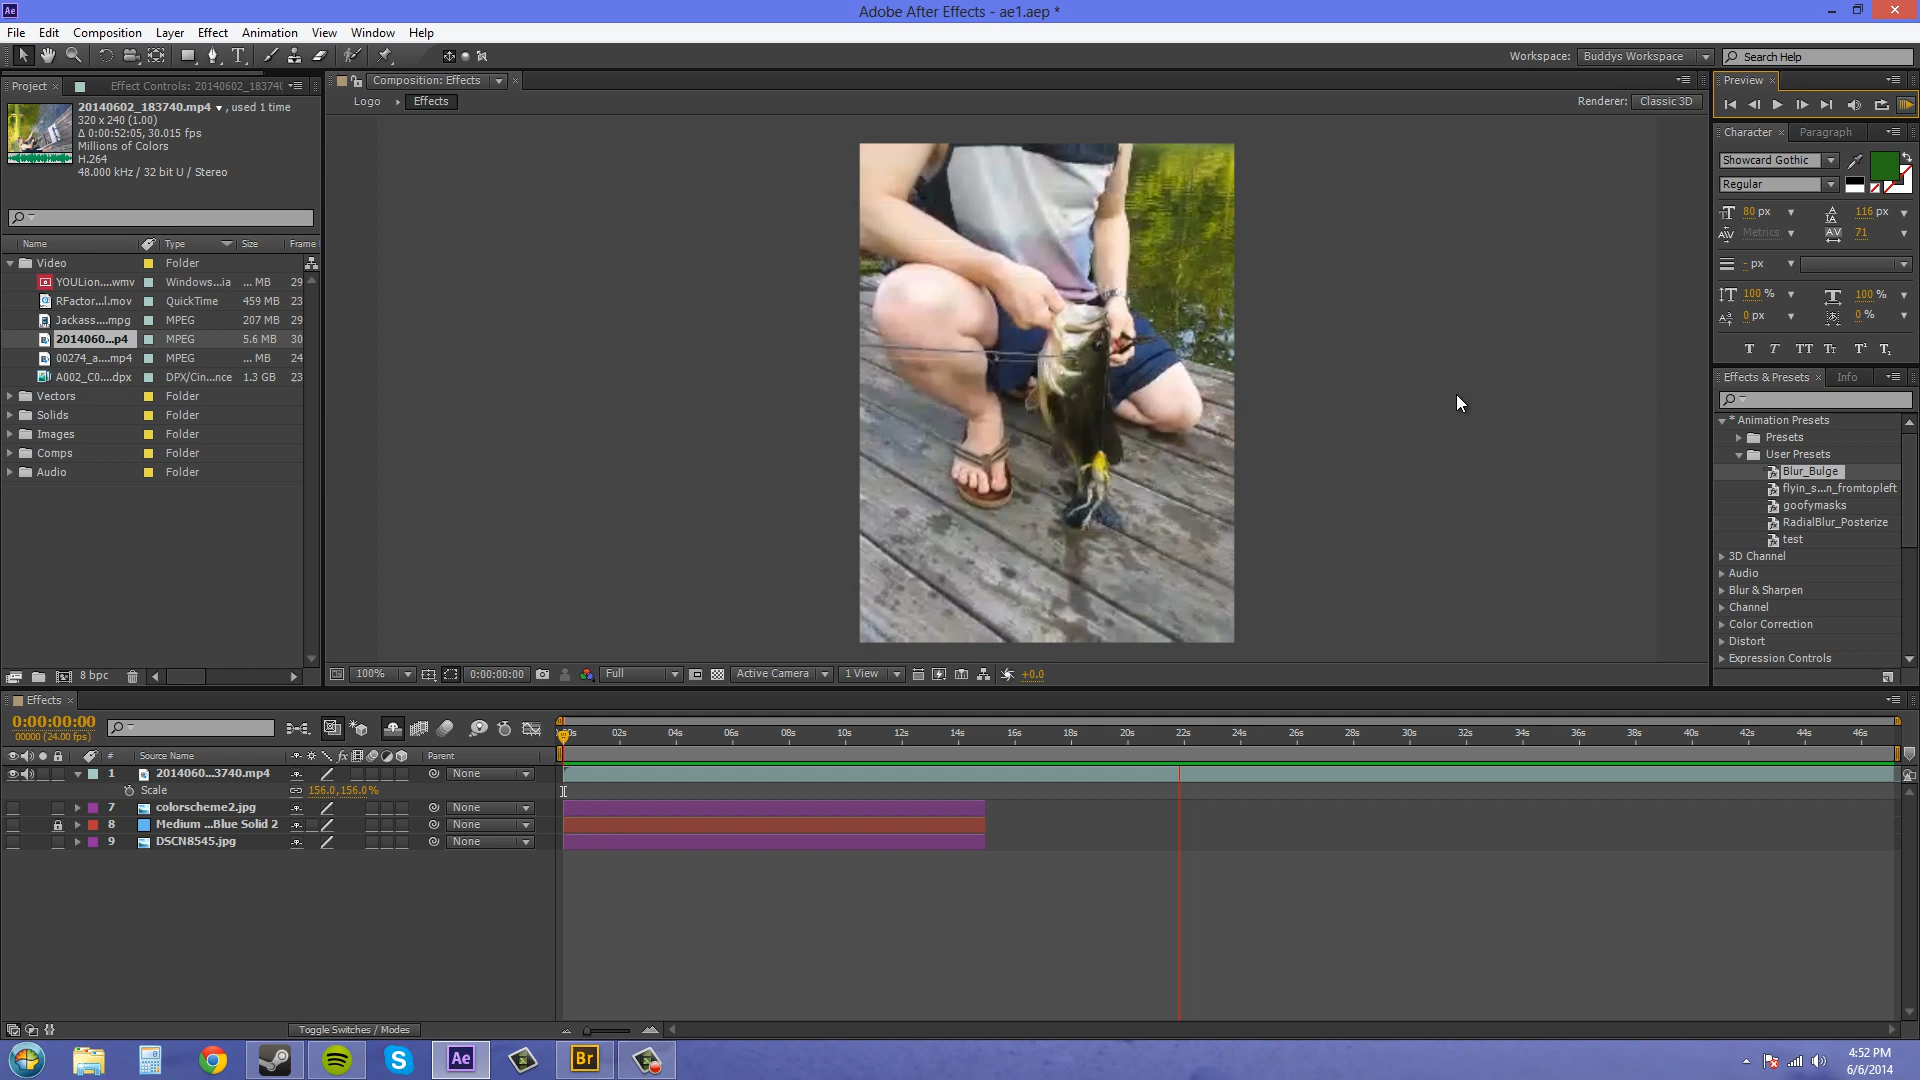 Adobe After Effects - ae1.aep *
File Edit Composition Layer Effect Animation View Window Help
Workspace: Buddys Workspace Search Help
Project Effect Controls: 20140602_18374
20140602_183740.mp4 , used 1 time
320 x 240 (1.00)
Δ 0:00:52:05, 30.015 fps
Millions of Colors
H.264
48.000 kHz / 32 bit U / Stereo
Name Type Size Frame
Video Folder
YOULion....wmv Windows...ia ... MB 29
RFactor...l.mov QuickTime 459 MB 23
Jackass....mpg MPEG 207 MB 29
2014060...p4 MPEG 5.6 MB 30
00274_a....mp4 MPEG ... MB 24
A002_C0....dpx DPX/Cin...nce 1.3 GB 23
Vectors Folder
Solids Folder
Images Folder
Comps Folder
Audio Folder
8 bpc
Composition: Effects
Logo Effects
Renderer: Classic 3D
100% 0:00:00:00 Full Active Camera 1 View +0.0
Preview
Character Paragraph
Showcard Gothic
Regular
80 px 116 px
Metrics 71
- px
100 % 100 %
0 px 0 %
Effects & Presets Info
* Animation Presets
Presets
User Presets
Blur_Bulge
flyin_s...n_fromtopleft
goofymasks
RadialBlur_Posterize
test
3D Channel
Audio
Blur & Sharpen
Channel
Color Correction
Distort
Expression Controls
Effects
0:00:00:00
00000 (24.00 fps)
:00s 02s 04s 06s 08s 10s 12s 14s 16s 18s 20s 22s 24s 26s 28s 30s 32s 34s 36s 38s 40s 42s 44s 46s
# Source Name Parent
1 2014060...3740.mp4 None
Scale 156.0,156.0%
7 colorscheme2.jpg None
8 Medium ...Blue Solid 2 None
9 DSCN8545.jpg None
Toggle Switches / Modes
Ae Br
4:52 PM
6/6/2014